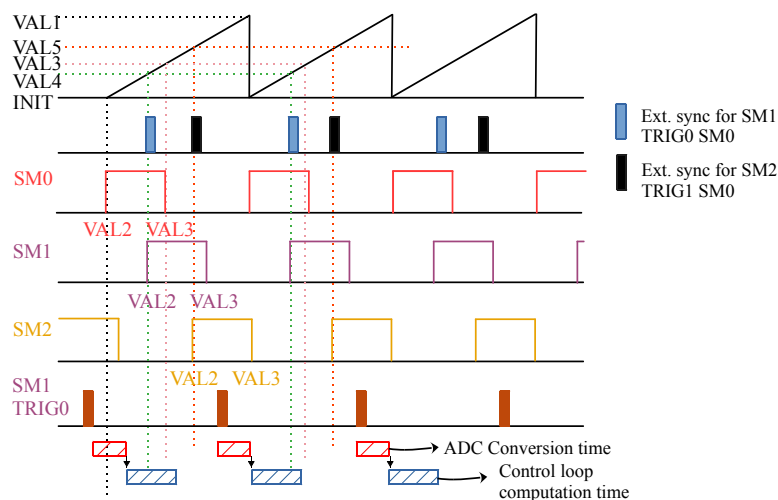 VAL1
VAL5
VAL3
VAL4
INIT
Ext. sync for SM1
TRIG0 SM0
Ext. sync for SM2
TRIG1 SM0
SM0
VAL2 VAL3
SM1
VAL2 VAL3
SM2
VAL2 VAL3
SM1
TRIG0
ADC Conversion time
Control loop
computation time